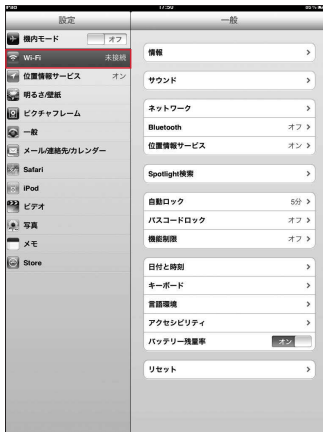 iPad
17:50
85%
設定
一般
機内モード
オフ
Wi-Fi
未接続
位置情報サービス
オン
明るさ/壁紙
ピクチャフレーム
一般
メール/連絡先/カレンダー
Safari
iPod
ビデオ
写真
メモ
Store
情報
サウンド
ネットワーク
Bluetooth
オフ
位置情報サービス
オン
Spotlight検索
自動ロック
5分
パスコードロック
オフ
機能制限
オフ
日付と時刻
キーボード
言語環境
アクセシビリティ
バッテリー残量率
オン
リセット